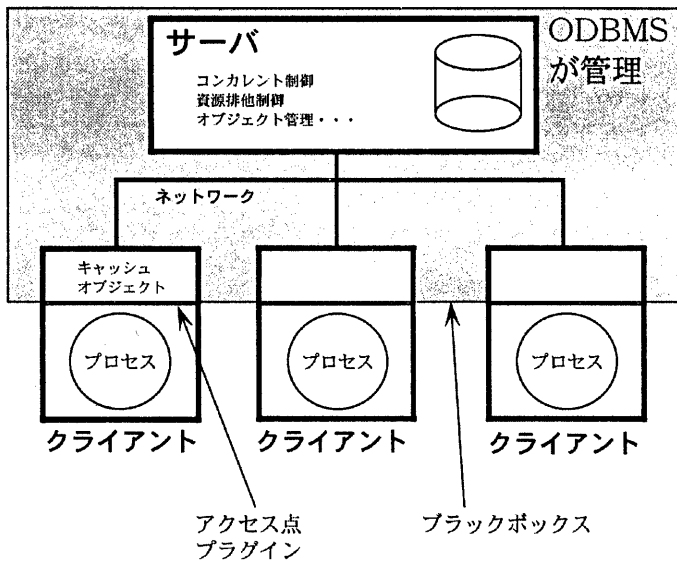 サーバ
ODBMS
が管理
コンカレント制御
資源排他制御
オブジェクト管理・・・
ネットワーク
キャッシュ
オブジェクト
プロセス
プロセス
プロセス
クライアント
クライアント
クライアント
アクセス点
プラグイン
ブラックボックス